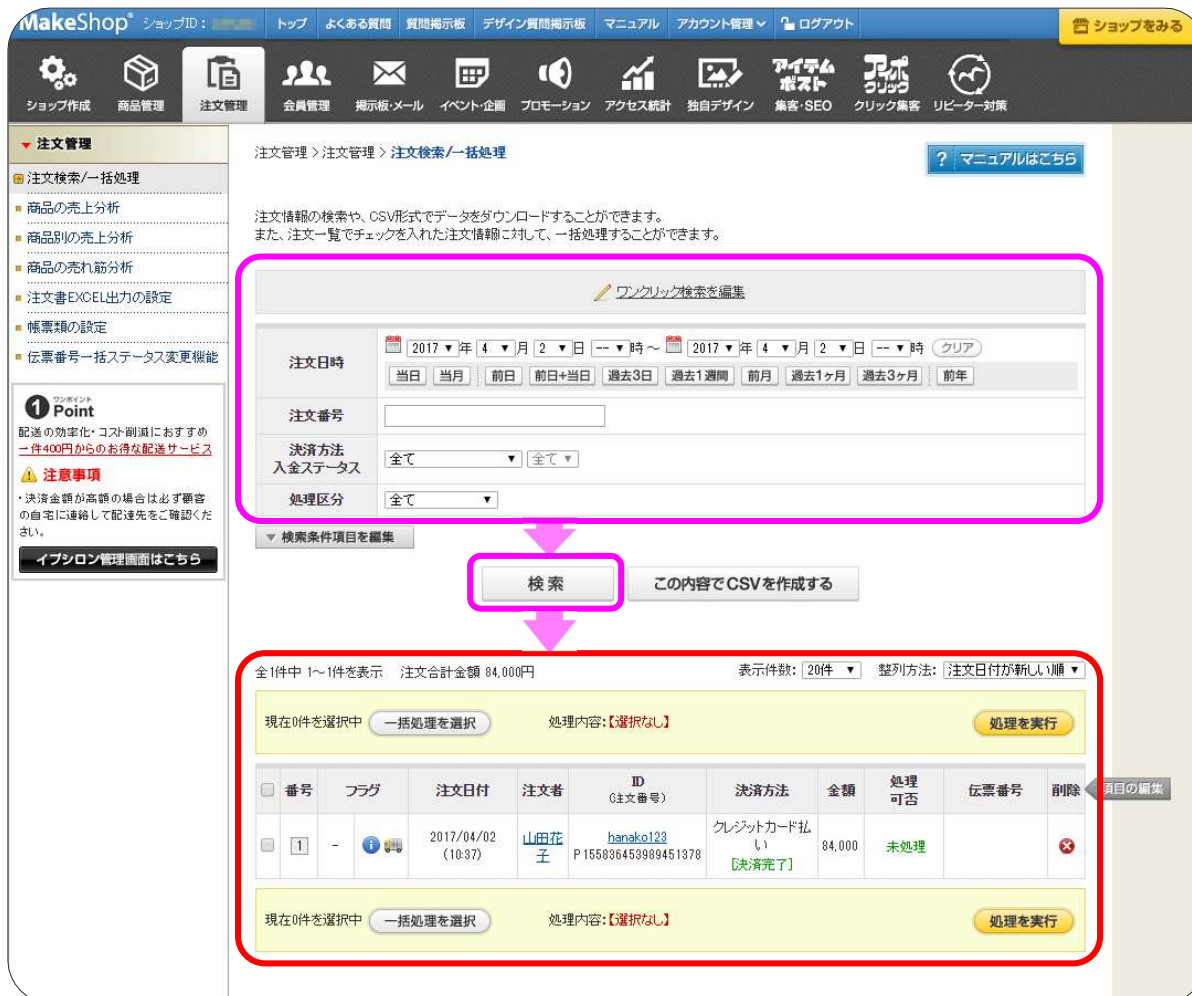 MakeShop® ショップID: トップ よくある質問 質問掲示板 デザイン質問掲示板 マニュアル アカウント管理 ログアウト ショップをみる
ショップ作成 商品管理 注文管理 会員管理 掲示板・メール イベント・企画 プロモーション アクセス統計 独自デザイン アイテムポスト 集客・SEO アポルクリック クリック集客 リピーター対策
注文管理
注文検索/一括処理
商品の売上分析
商品別の売上分析
商品の売れ筋分析
注文書EXCEL出力の設定
帳票類の設定
伝票番号一括ステータス変更機能
ワンポイント
1 Point
配送の効率化・コスト削減におすすめ
一件400円からのお得な配送サービス
注意事項
・決済金額が高額の場合は必ず顧客
の自宅に連絡して配達先をご確認くだ
さい。
イプシロン管理画面はこちら
注文管理 > 注文管理 > 注文検索/一括処理
? マニュアルはこちら
注文情報の検索や、CSV形式でデータをダウンロードすることができます。
また、注文一覧でチェックを入れた注文情報に対して、一括処理することができます。
ワンクリック検索を編集
注文日時 2017 ▼ 年 4 ▼ 月 2 ▼ 日 -- ▼ 時 ~ 2017 ▼ 年 4 ▼ 月 2 ▼ 日 -- ▼ 時 クリア
当日 当月 前日 前日+当日 過去3日 過去1週間 前月 過去1ヶ月 過去3ヶ月 前年
注文番号
決済方法
入金ステータス 全て ▼ 全て ▼
処理区分 全て ▼
▼ 検索条件項目を編集
検索 この内容でCSVを作成する
全1件中 1~1件を表示 注文合計金額 84,000円 表示件数: 20件 ▼ 整列方法: 注文日付が新しい順 ▼
現在0件を選択中 一括処理を選択 処理内容:【選択なし】 処理を実行
番号 フラグ 注文日付 注文者 ID (注文番号) 決済方法 金額 処理可否 伝票番号 削除 項目の編集
1 - 2017/04/02 (10:37) 山田花子 hanako123 P155836453989451378 クレジットカード払い [決済完了] 84,000 未処理
現在0件を選択中 一括処理を選択 処理内容:【選択なし】 処理を実行